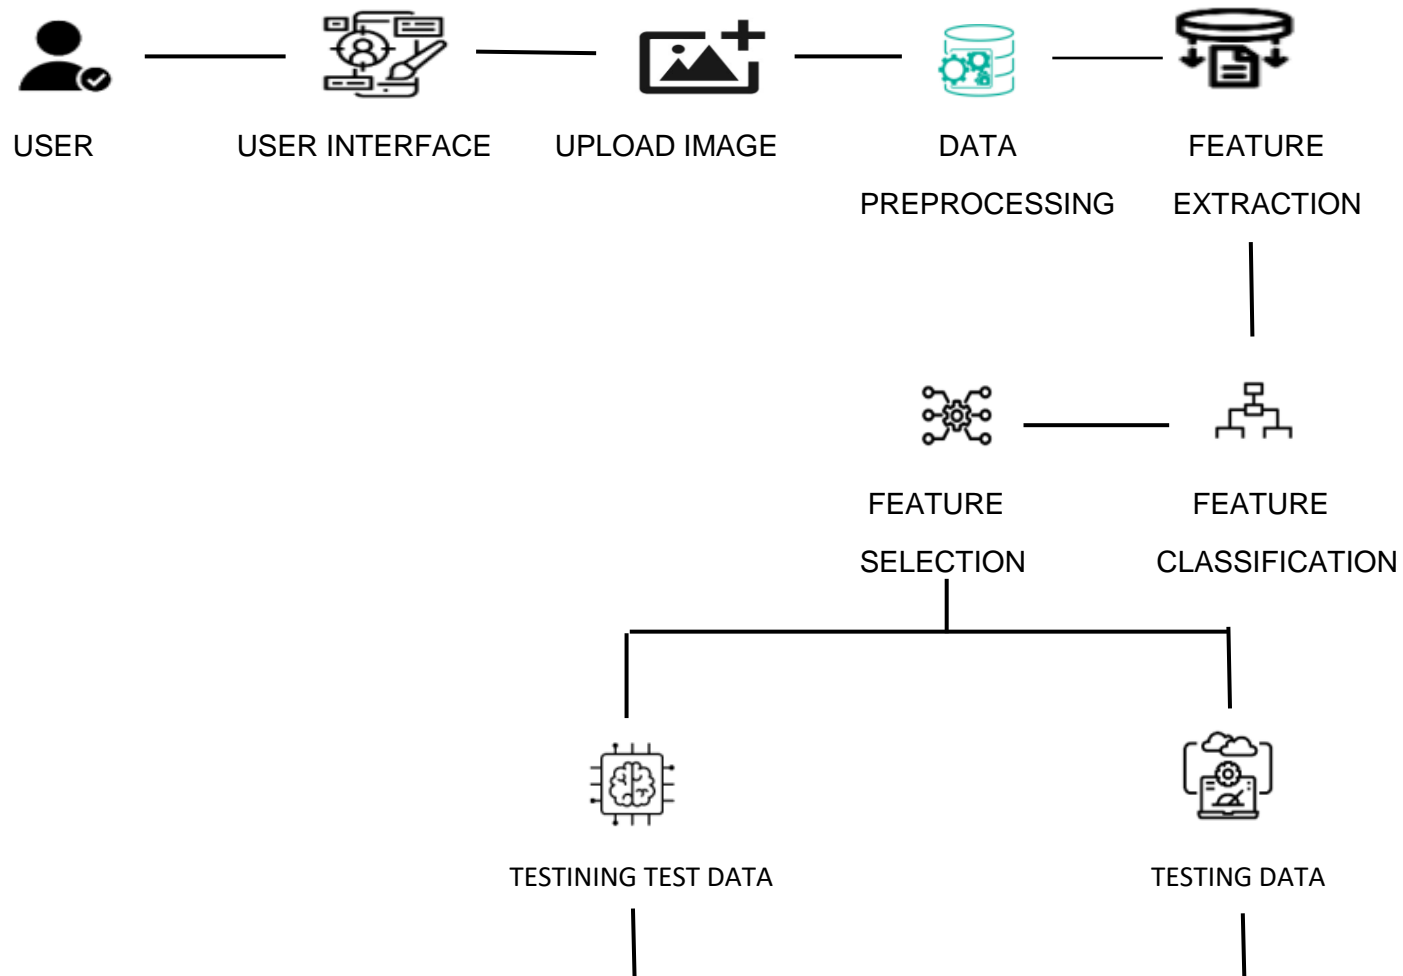 USER
USER INTERFACE
UPLOAD IMAGE
DATA
PREPROCESSING
FEATURE
EXTRACTION
FEATURE
SELECTION
FEATURE
CLASSIFICATION
TESTINING TEST DATA
TESTING DATA